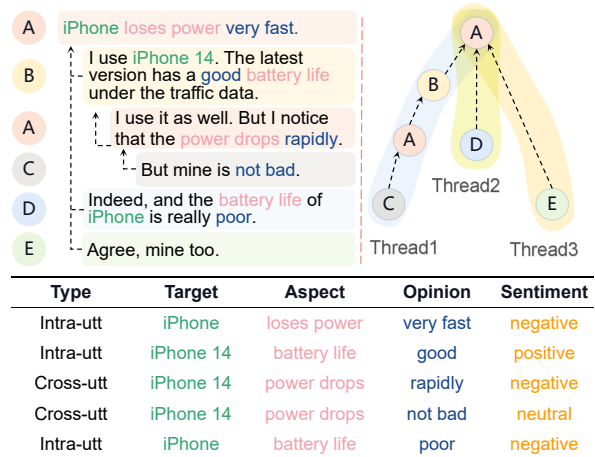 A
iPhone loses power very fast.
B
I use iPhone 14. The latest
version has a good battery life
under the traffic data.
A
I use it as well. But I notice
that the power drops rapidly.
C
But mine is not bad.
D
Indeed, and the battery life of
iPhone is really poor.
E
Agree, mine too.
A
B
A
D
C
E
Thread2
Thread1
Thread3
Type Target Aspect Opinion Sentiment
Intra-utt iPhone loses power very fast negative
Intra-utt iPhone 14 battery life good positive
Cross-utt iPhone 14 power drops rapidly negative
Cross-utt iPhone 14 power drops not bad neutral
Intra-utt iPhone battery life poor negative